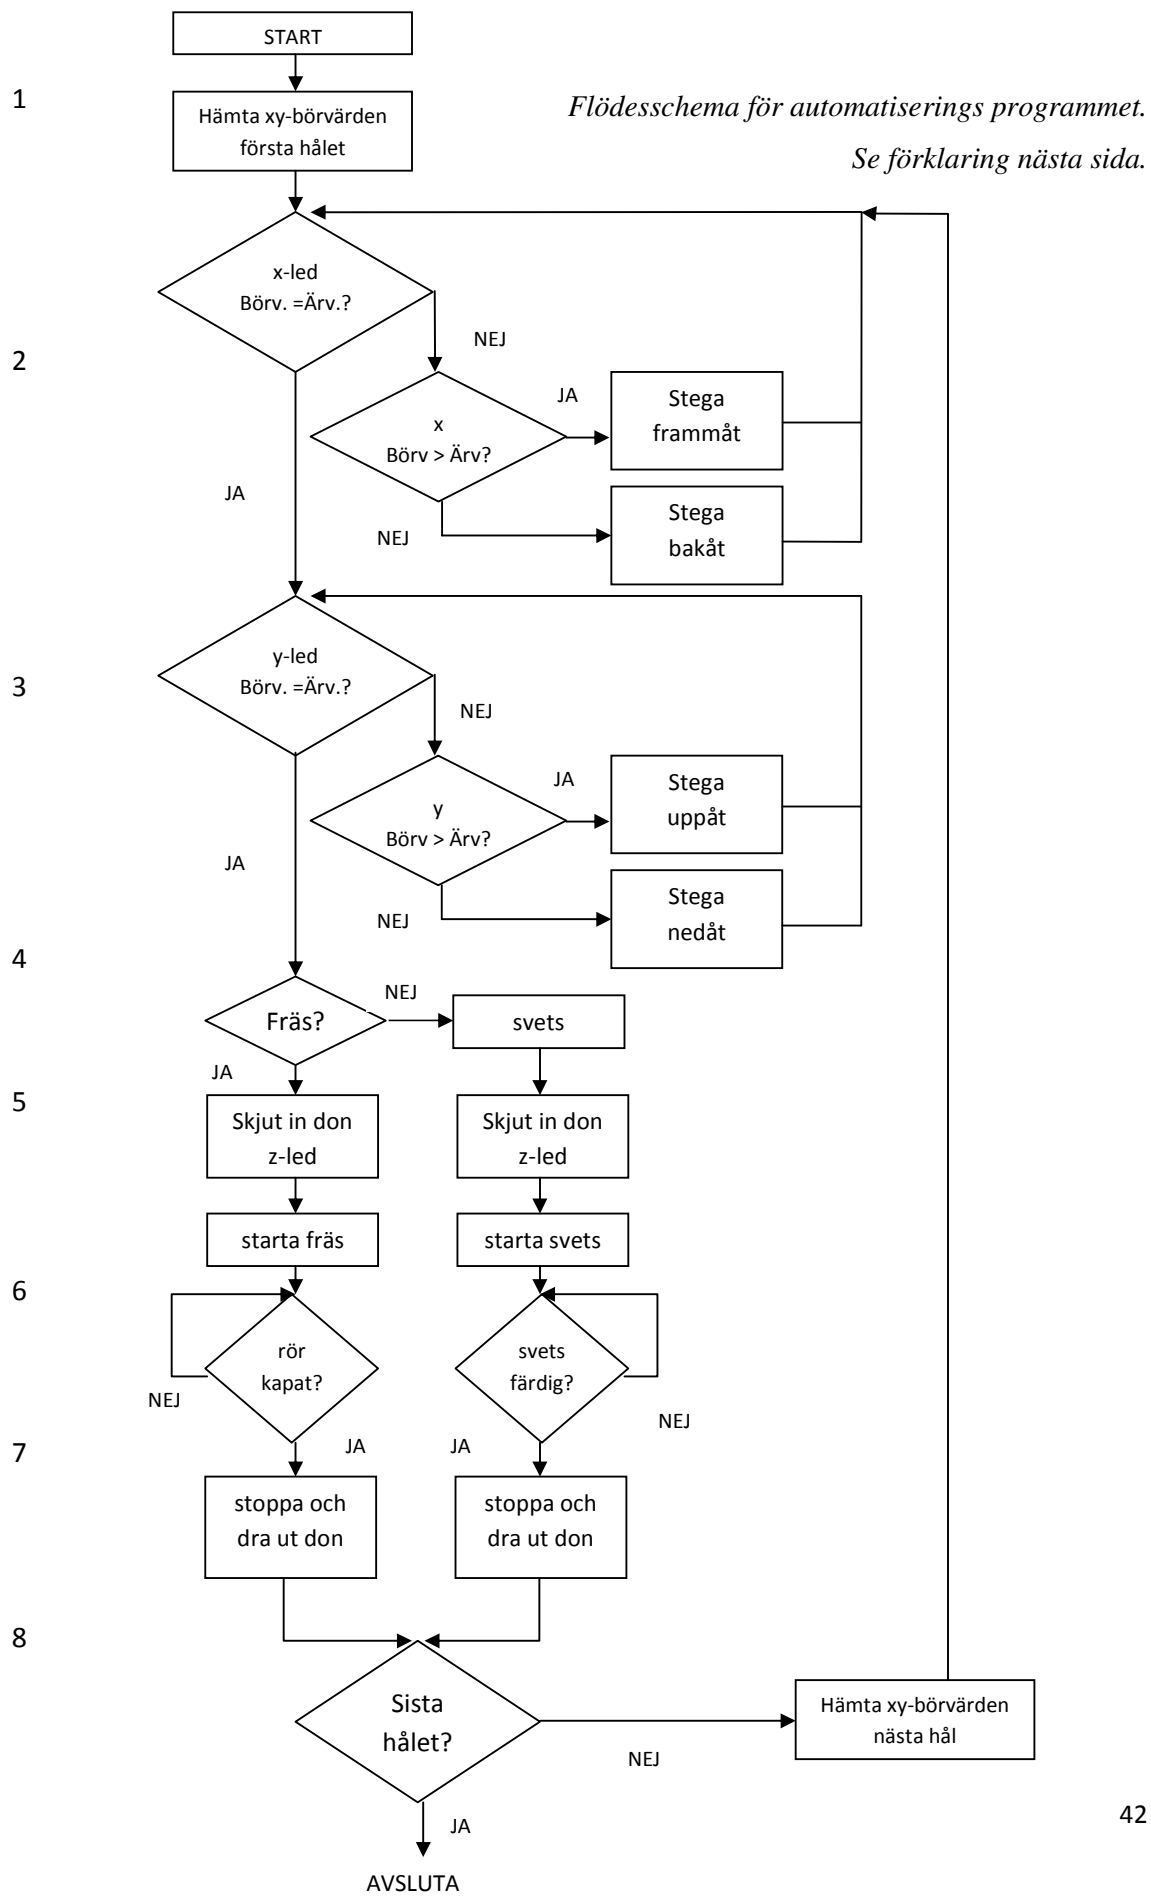 START
1
Hämta xy-börvärden
första hålet
Flödesschema för automatiserings programmet.
Se förklaring nästa sida.
x-led
Börv. =Ärv.?
NEJ
2
x
Börv > Ärv?
JA
Stega
frammåt
JA
NEJ
Stega
bakåt
y-led
Börv. =Ärv.?
3
NEJ
y
Börv > Ärv?
JA
Stega
uppåt
JA
NEJ
Stega
nedåt
4
Fräs?
NEJ
svets
JA
5
Skjut in don
z-led
Skjut in don
z-led
starta fräs
starta svets
6
rör
kapat?
NEJ
svets
färdig?
NEJ
7
JA
JA
stoppa och
dra ut don
stoppa och
dra ut don
8
Sista
hålet?
NEJ
Hämta xy-börvärden
nästa hål
JA
AVSLUTA
42